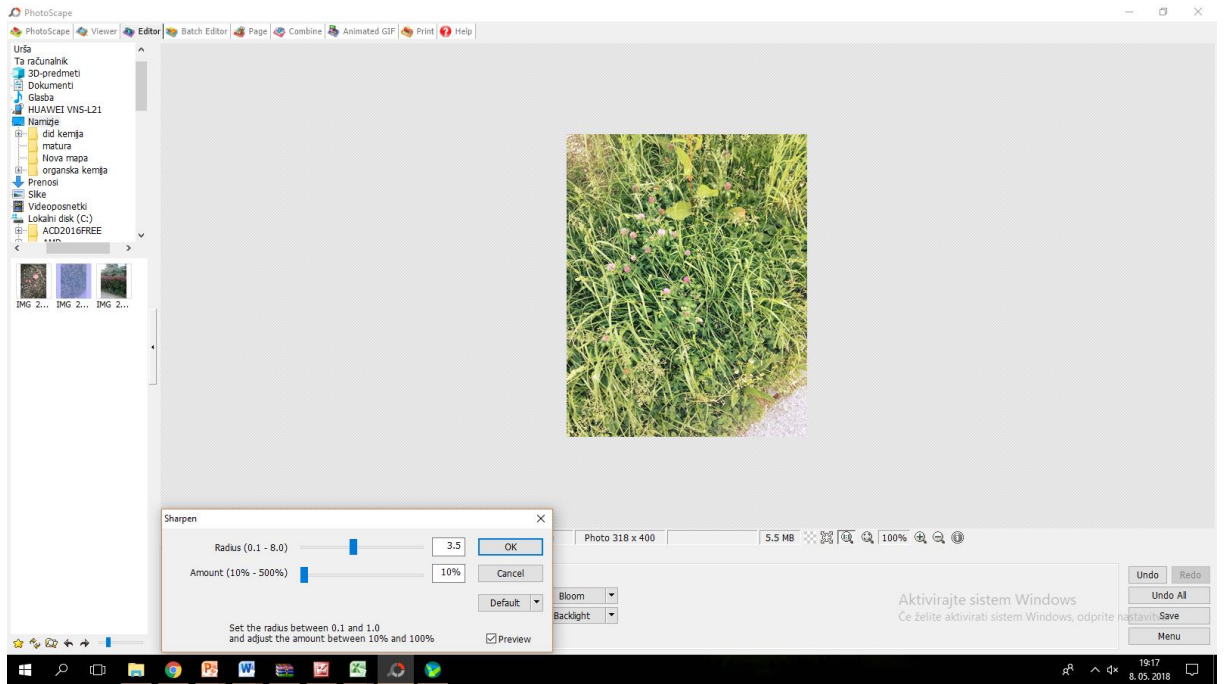 PhotoScape
PhotoScape Viewer Editor Batch Editor Page Combine Animated GIF Print Help
Urša
Ta računalnik
3D-predmeti
Dokumenti
Glasba
HUAWEI VNS-L21
Namizje
did kemija
matura
Nova mapa
organska kemija
Prenosi
Slike
Videoposnetki
Lokalni disk (C:)
ACD2016FREE
IMG 2... IMG 2... IMG 2...
Sharpen
Radius (0.1 - 8.0) 3.5 OK
Amount (10% - 500%) 10% Cancel
Default
Set the radius between 0.1 and 1.0
and adjust the amount between 10% and 100%
Preview
Photo 318 x 400 5.5 MB 100%
Bloom
Backlight
Undo Redo
Undo All
Save
Menu
Aktivirajte sistem Windows
Če želite aktivirati sistem Windows, odprite nastavitve
19:17
8. 05. 2018